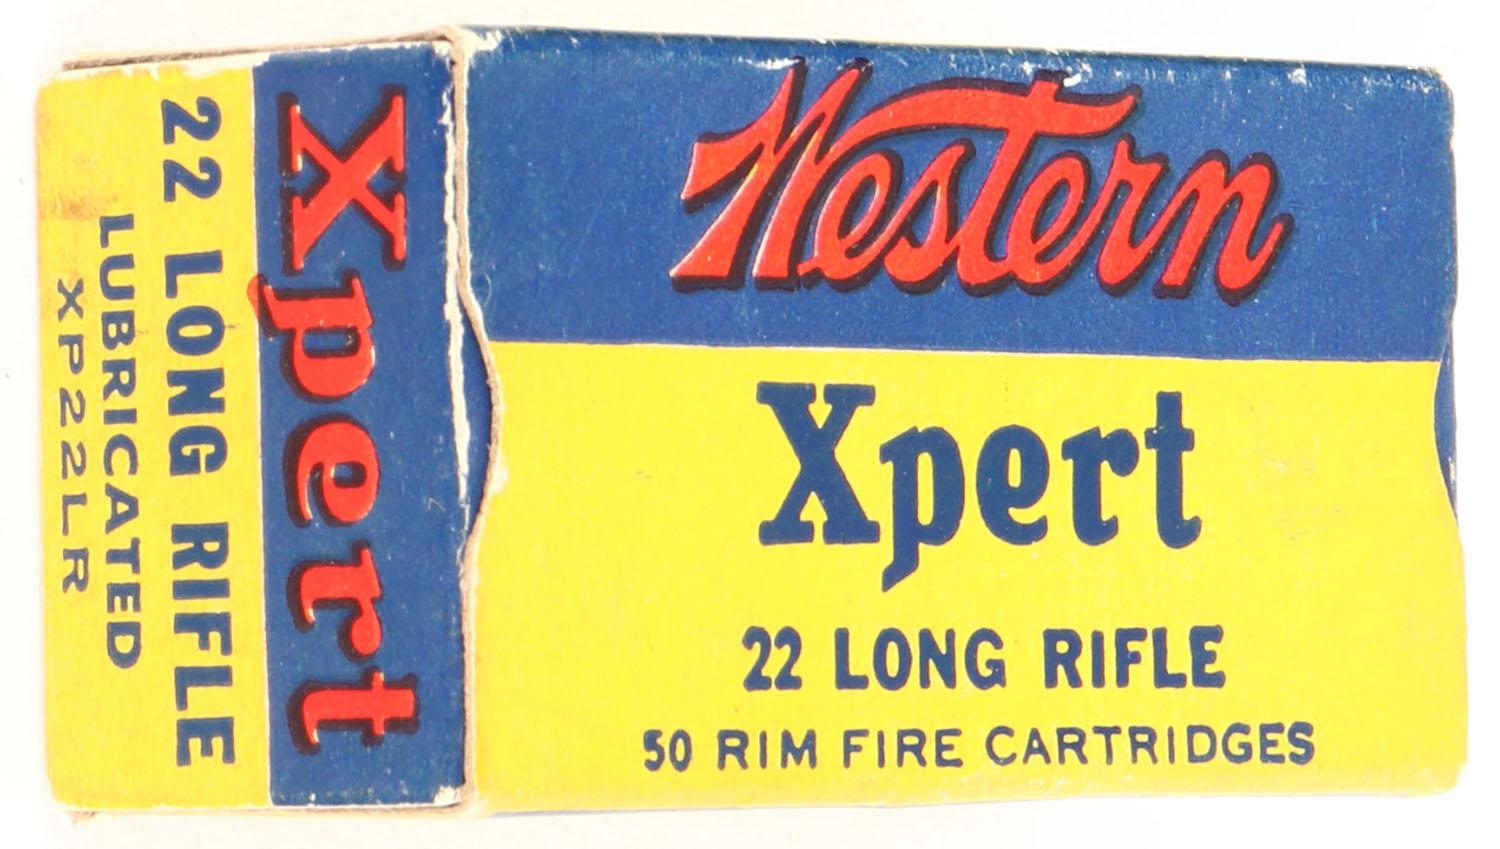 Western
Xpert
22 LONG RIFLE
50 RIM FIRE CARTRIDGES
Xpert
22 LONG RIFLE
LUBRICATED
XP22LR